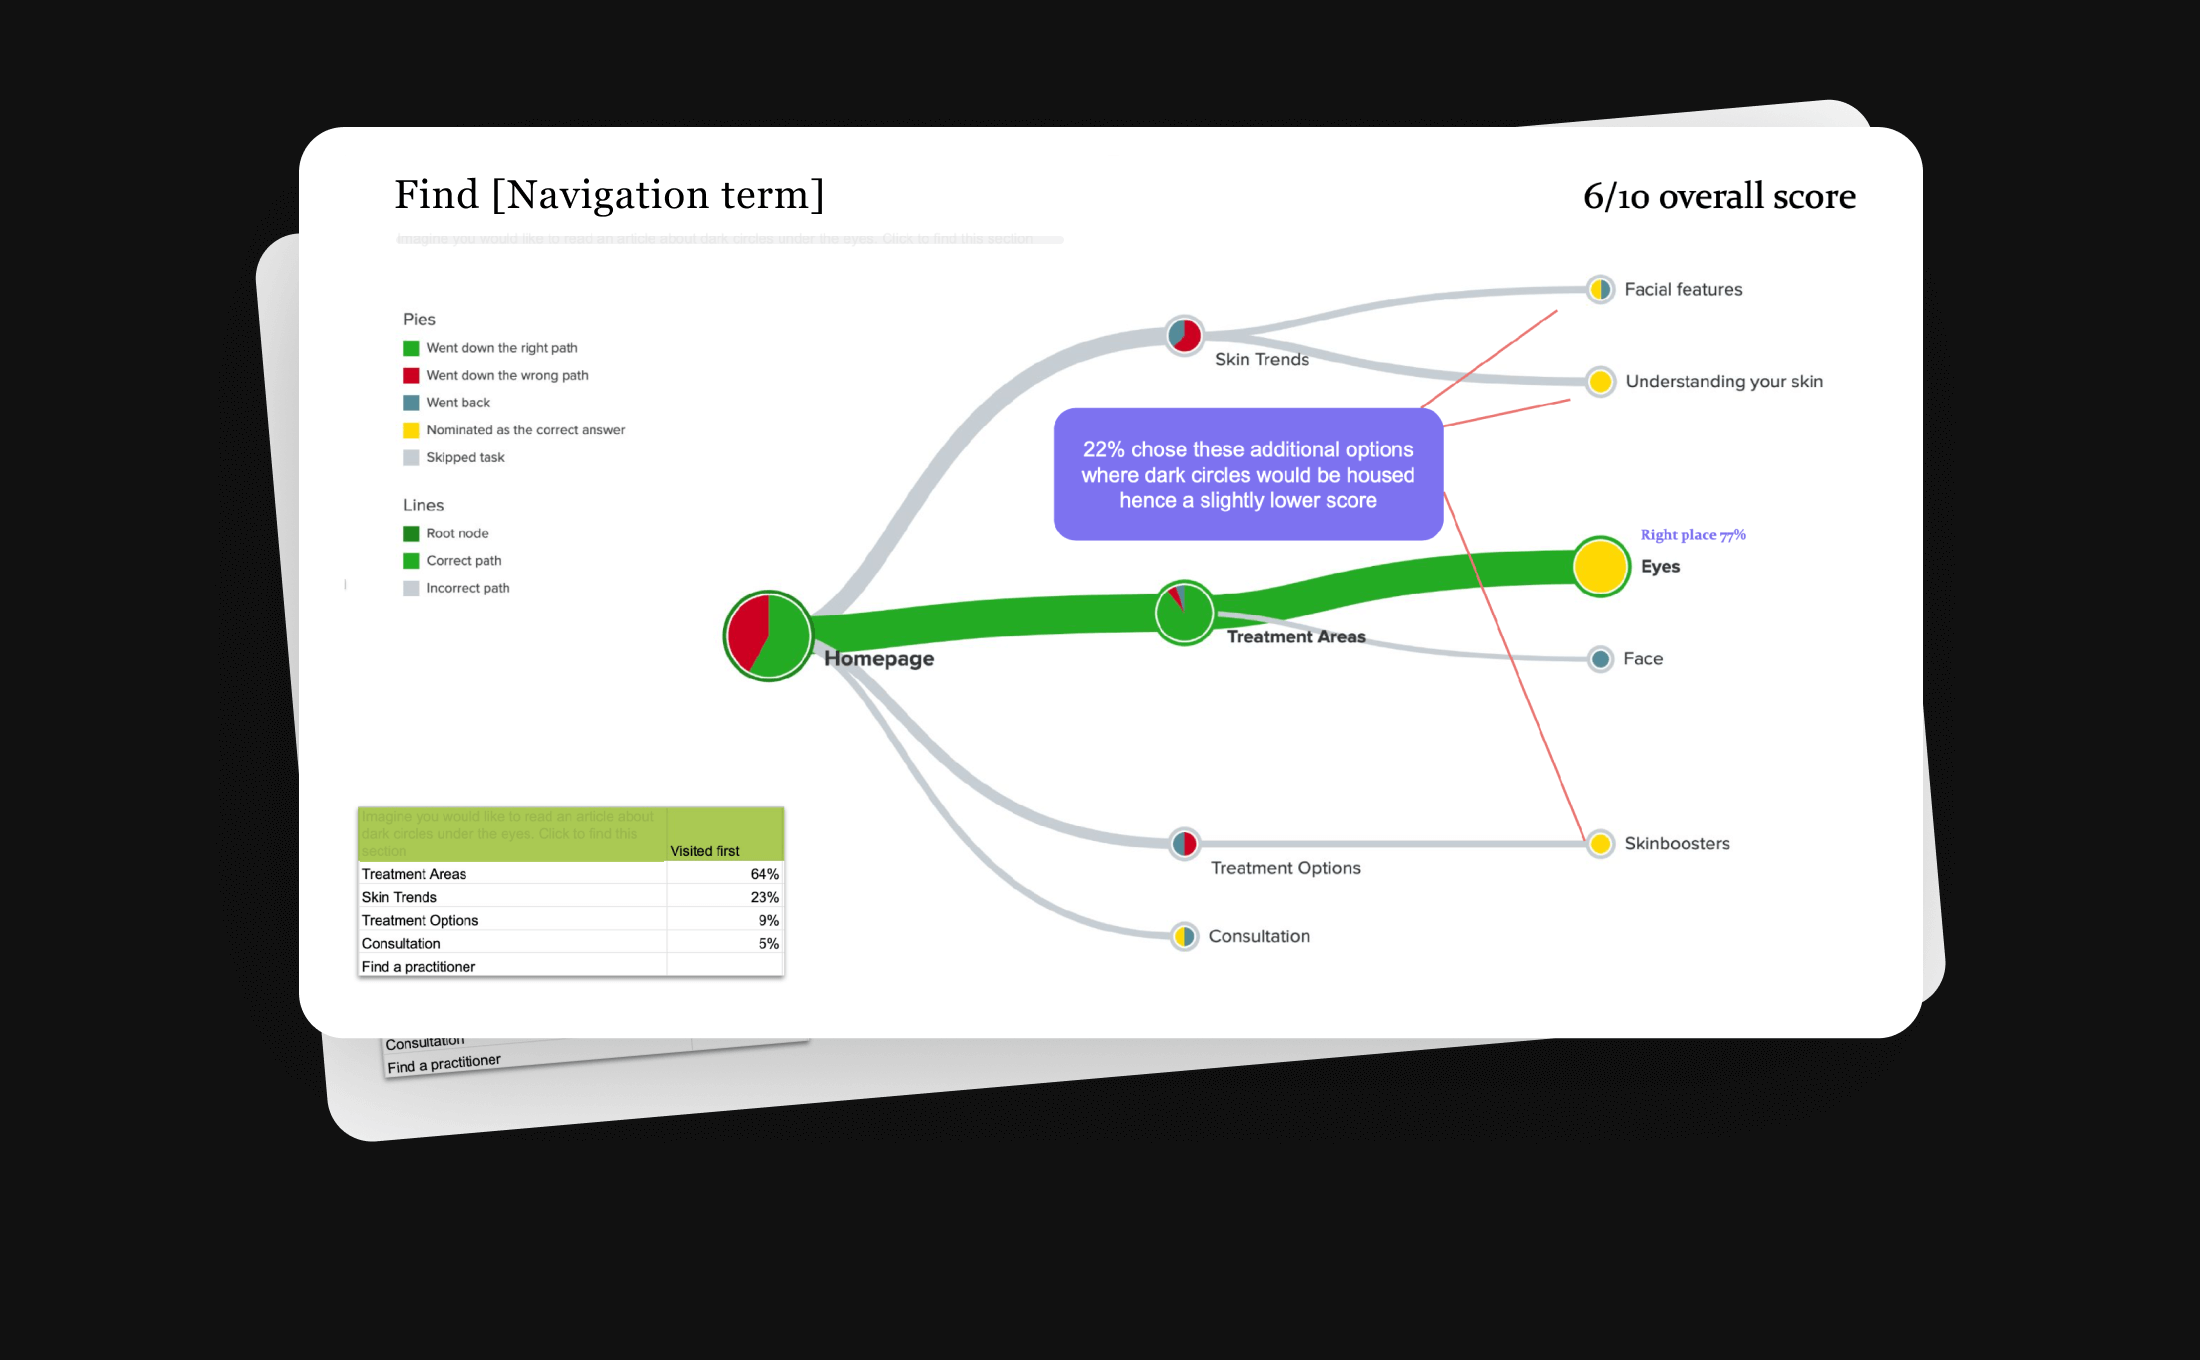 Find [Navigation term]
6/10 overall score
Imagine you would like to read an article about dark circles under the eyes. Click to find this section
Pies
Went down the right path
Went down the wrong path
Went back
Nominated as the correct answer
Skipped task
Lines
Root node
Correct path
Incorrect path
Facial features
Skin Trends
Understanding your skin
22% chose these additional options
where dark circles would be housed
hence a slightly lower score
Right place 77%
Eyes
Treatment Areas
Homepage
Face
Skinboosters
Treatment Options
Consultation
Imagine you would like to read an article about
dark circles under the eyes. Click to find this
section Visited first
Treatment Areas 64%
Skin Trends 23%
Treatment Options 9%
Consultation 5%
Find a practitioner
Consultation
Find a practitioner